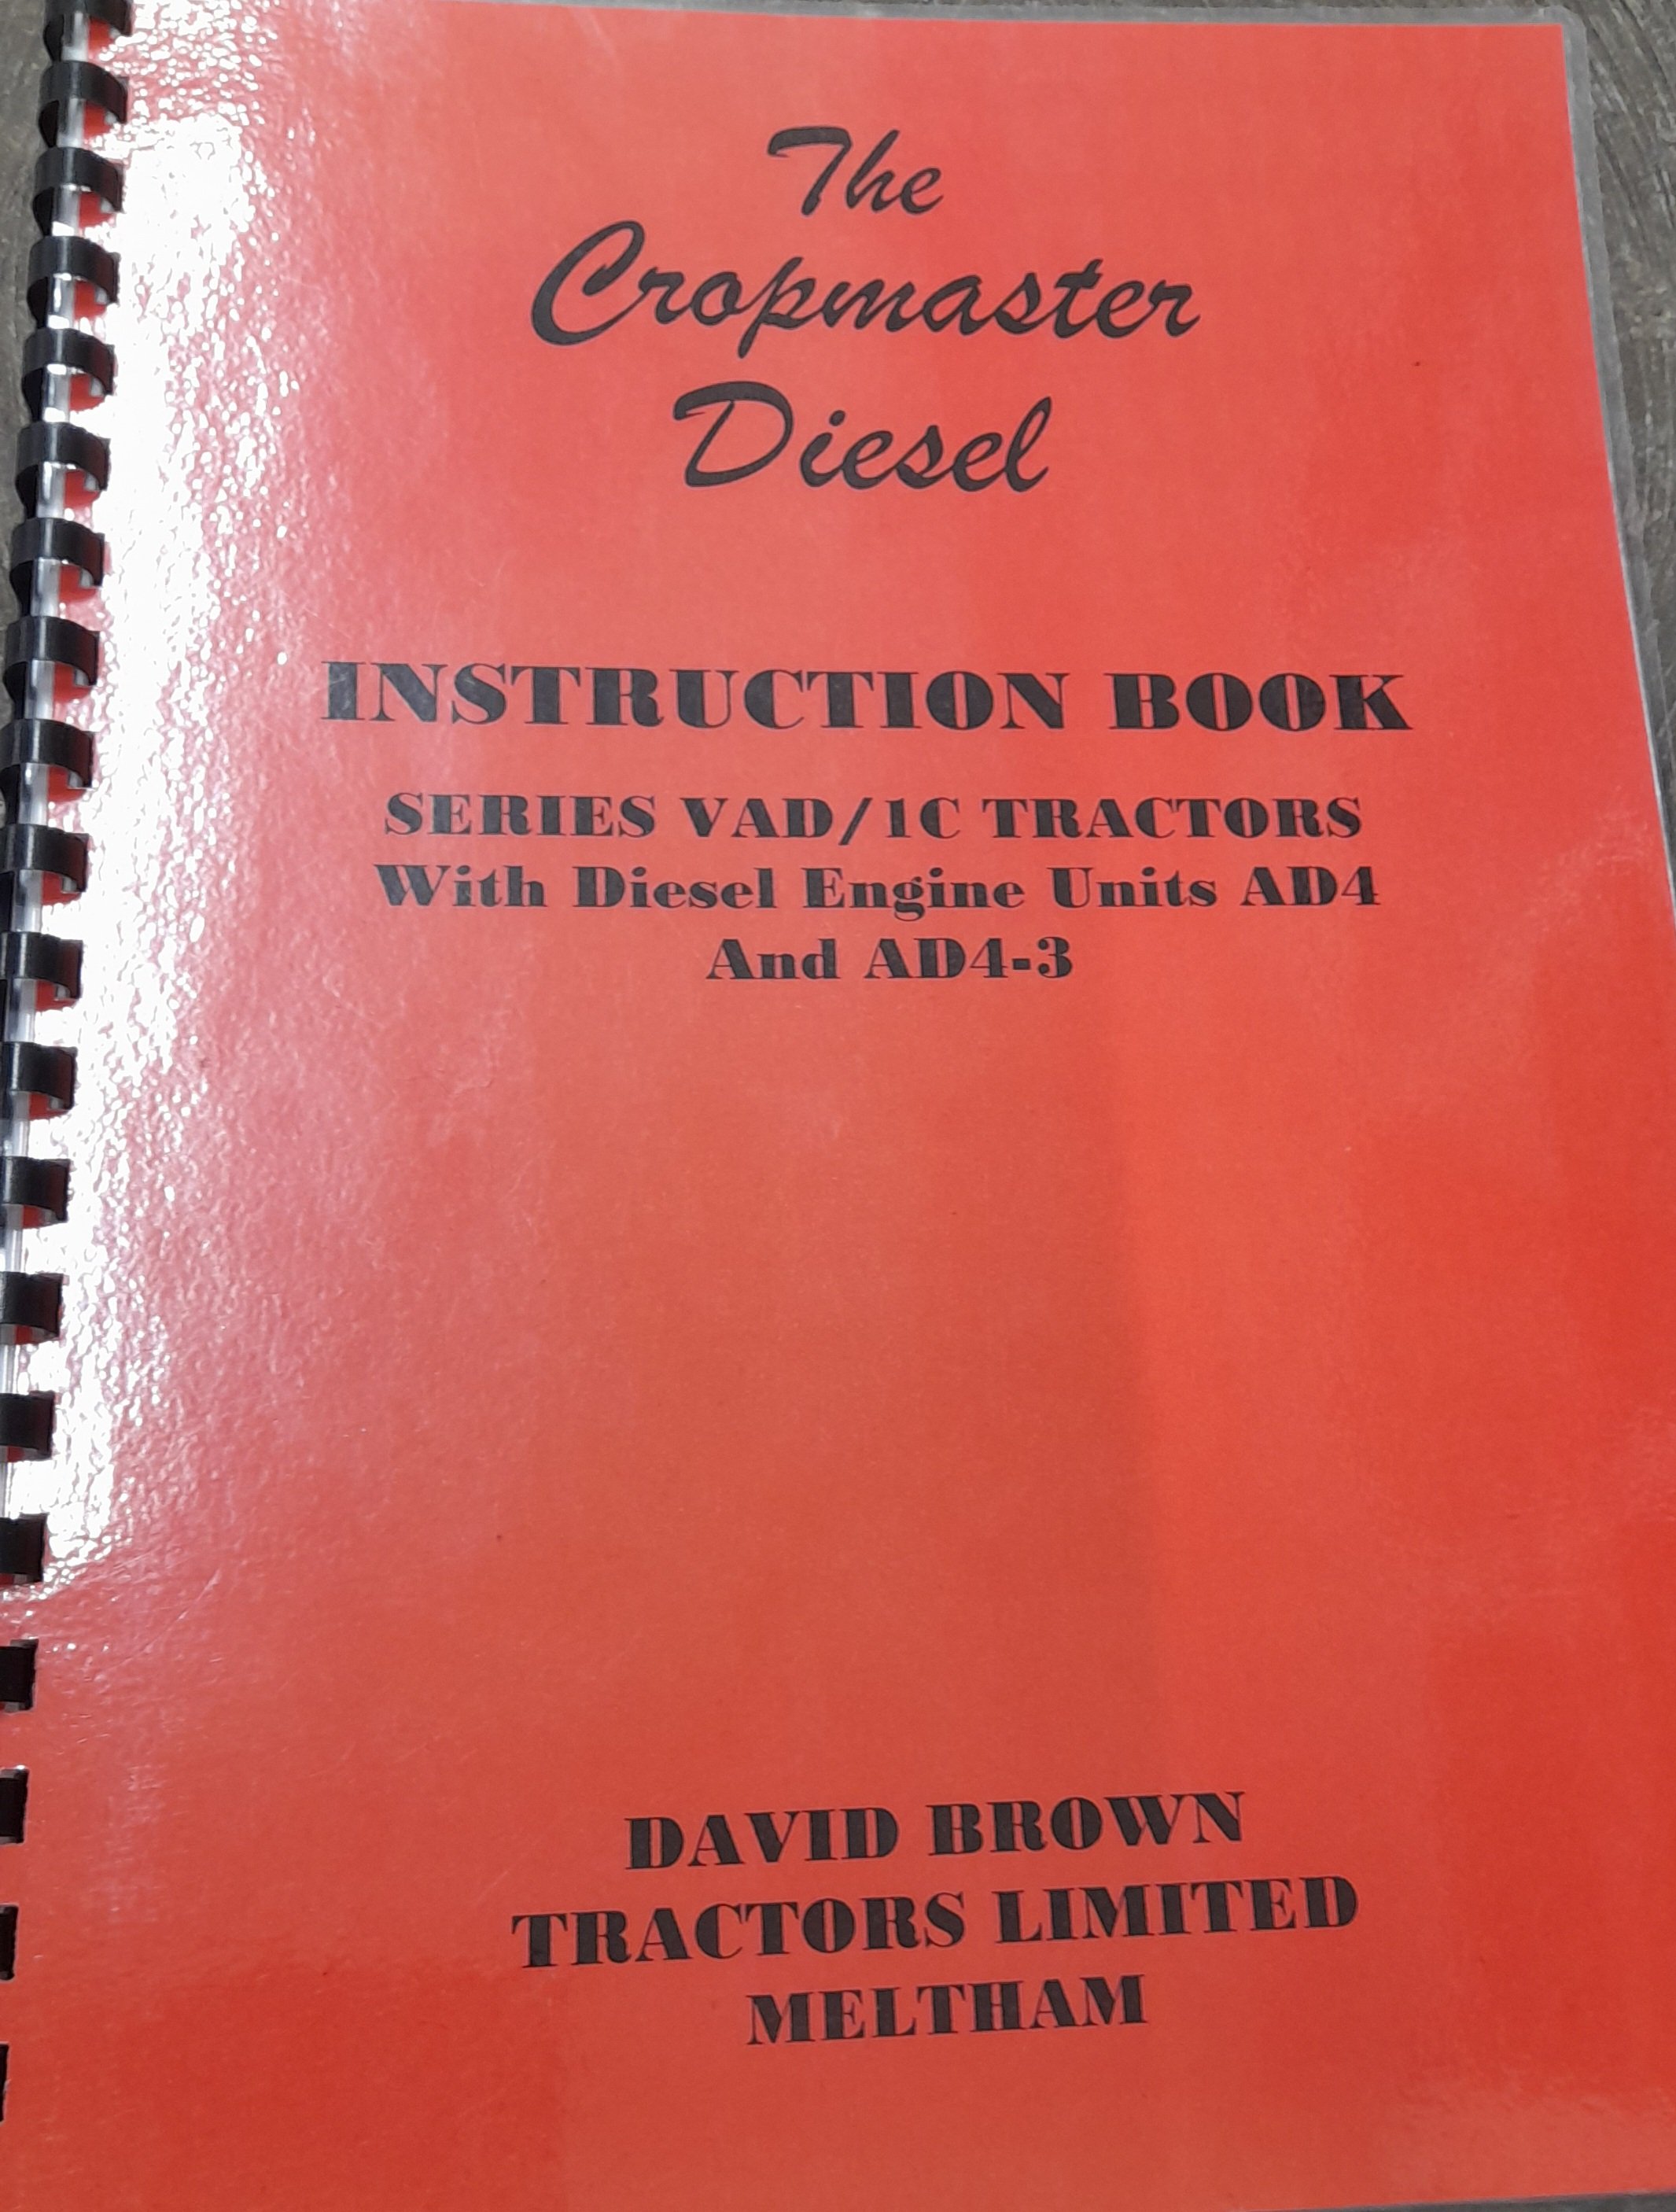 The
Cropmaster
Diesel
INSTRUCTION BOOK
SERIES VAD/1C TRACTORS
With Diesel Engine Units AD4
And AD4-3
DAVID BROWN
TRACTORS LIMITED
MELTHAM